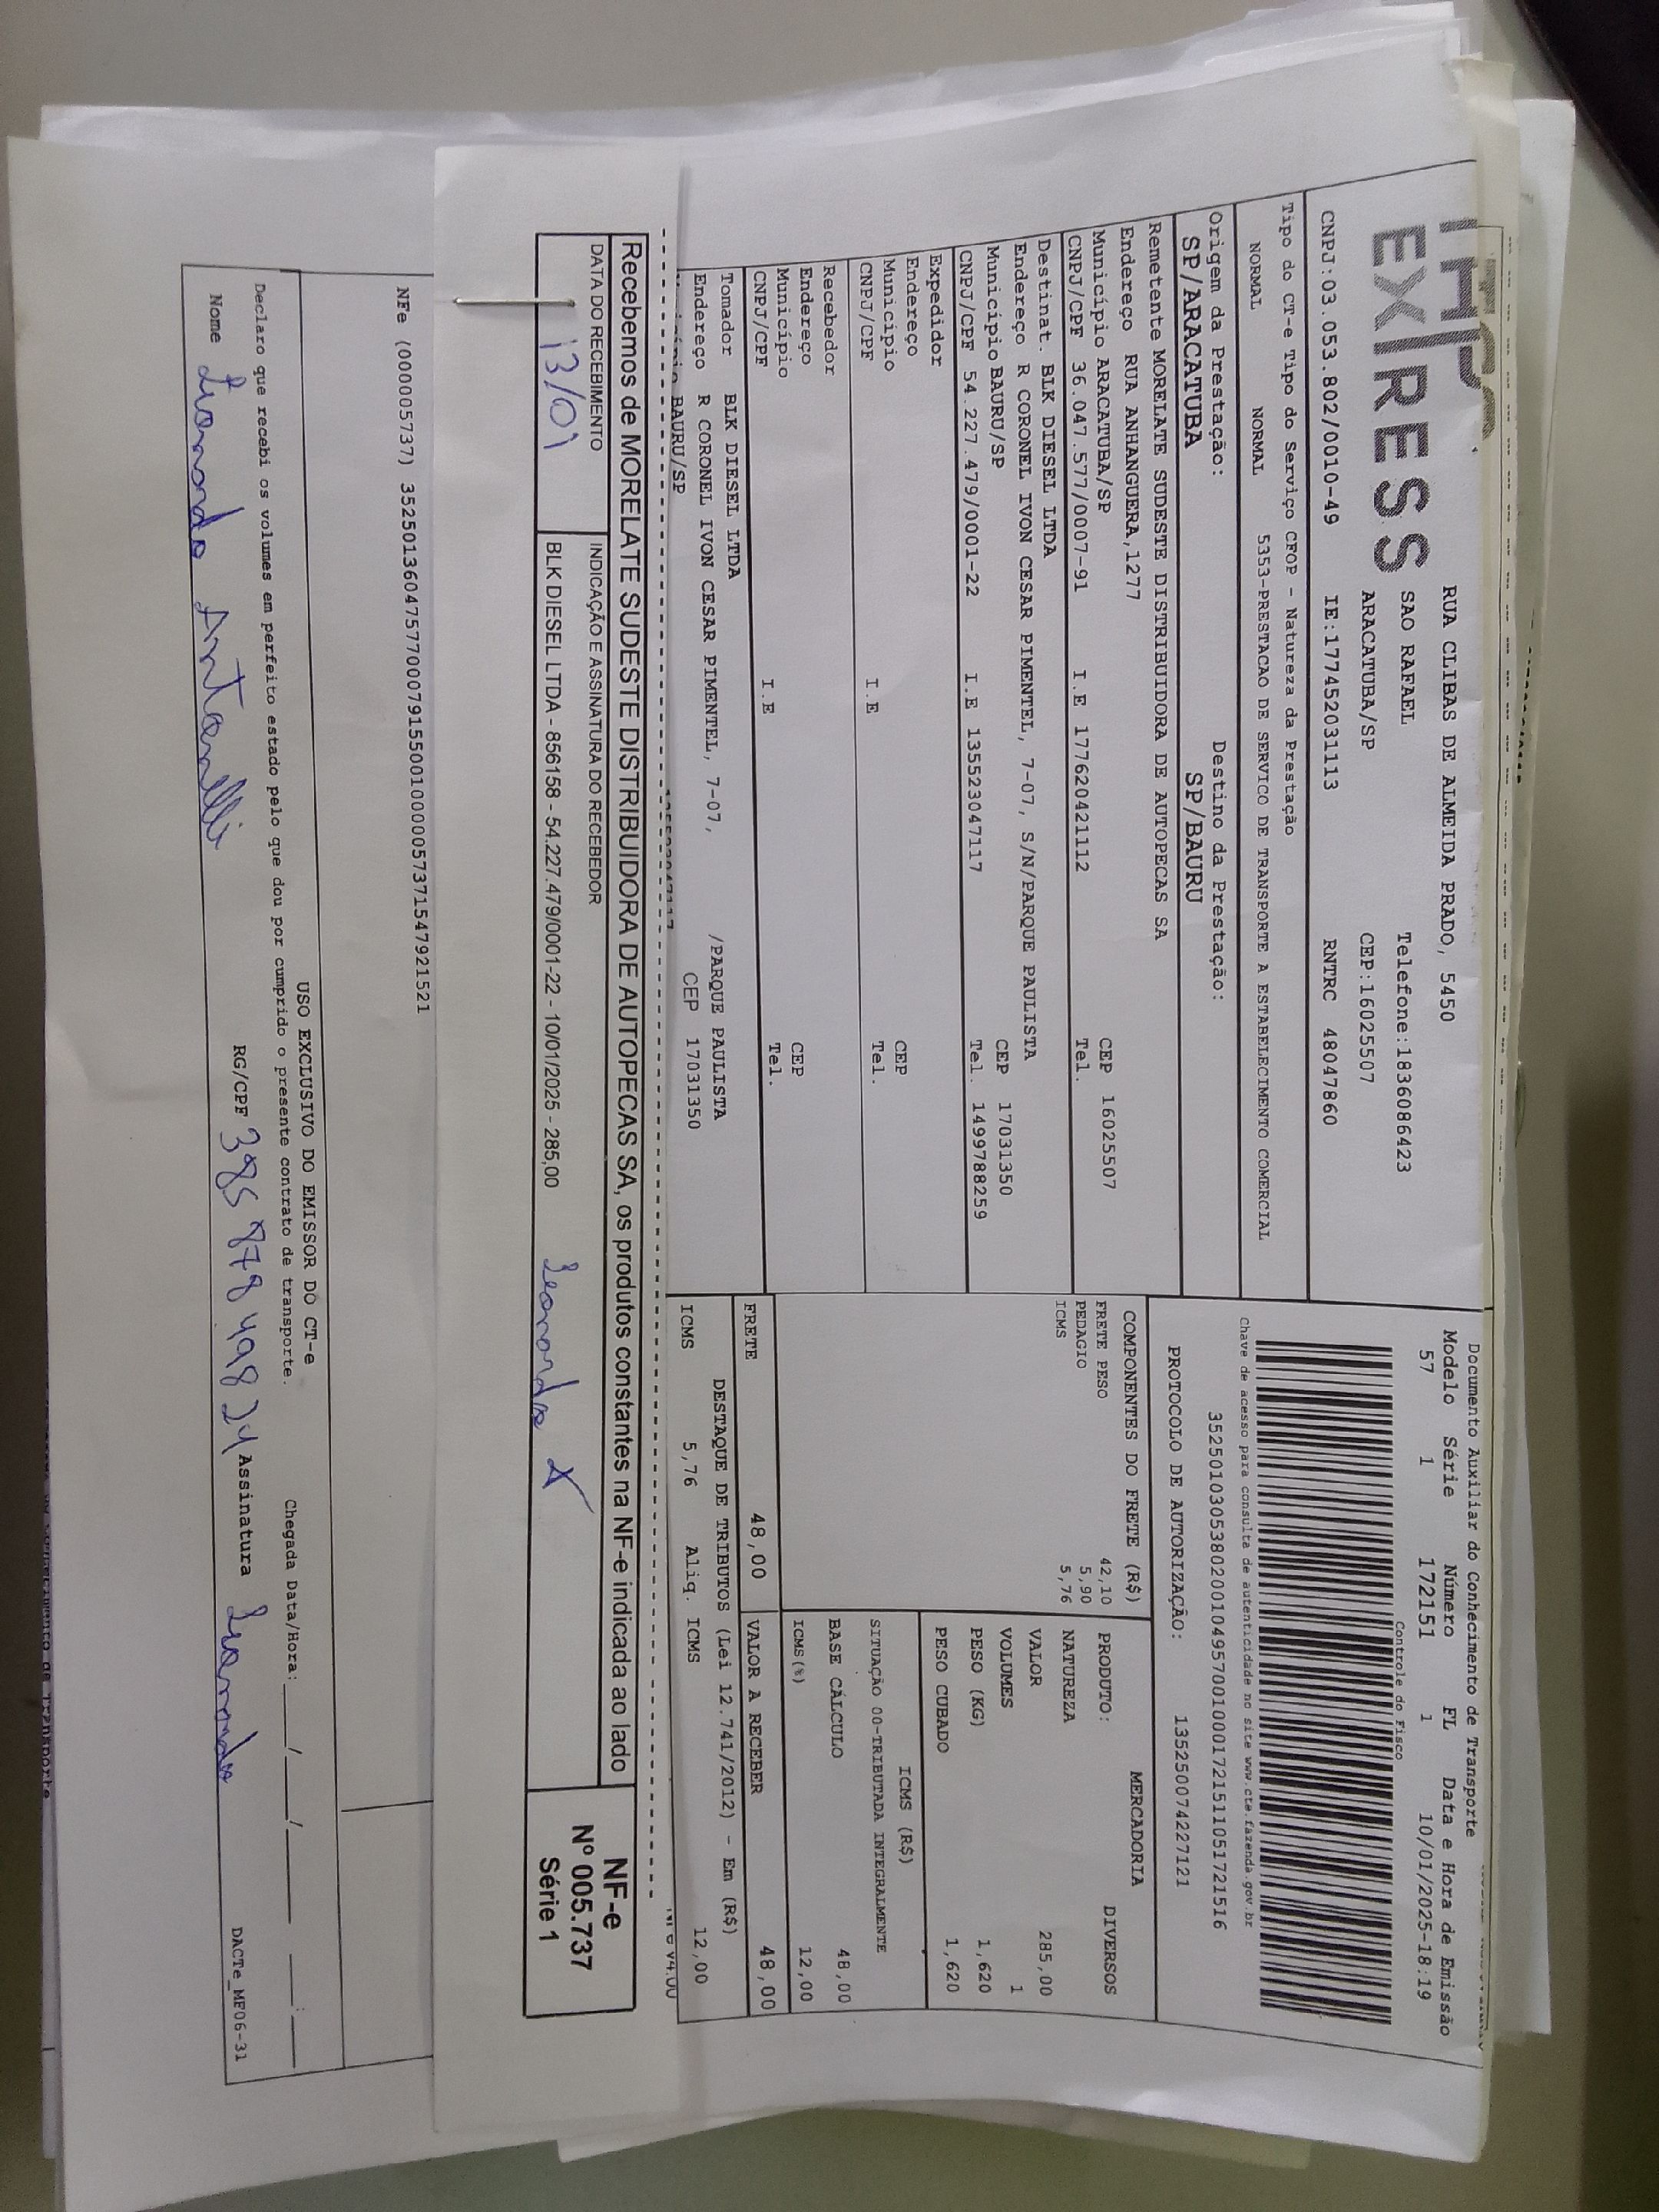 EXPRESS
RUA CLIBAS DE ALMEIDA PRADO, 5450
SAO RAFAEL Telefone:1836086423
ARACATUBA/SP CEP:16025507
CNPJ:03.053.802/0010-49 IE:177452031113 RNTRC 48047860
Tipo do CT-e Tipo do Serviço CFOP - Natureza da Prestação
NORMAL NORMAL 5353-PRESTACAO DE SERVICO DE TRANSPORTE A ESTABELECIMENTO COMERCIAL
Origem da Prestação: Destino da Prestação:
SP/ARACATUBA SP/BAURU
Remetente MORELATE SUDESTE DISTRIBUIDORA DE AUTOPECAS SA
Endereço RUA ANHANGUERA,1277
Município ARACATUBA/SP CEP 16025507
CNPJ/CPF 36.047.577/0007-91 I.E 177620421112 Tel.
Destinat. BLK DIESEL LTDA
Endereço R CORONEL IVON CESAR PIMENTEL, 7-07, S/N/PARQUE PAULISTA
Município BAURU/SP CEP 17031350
CNPJ/CPF 54.227.479/0001-22 I.E 135523047117 Tel. 1499788259
Expedidor
Endereço
Município CEP
CNPJ/CPF I.E Tel.
Recebedor
Endereço
Município CEP
CNPJ/CPF I.E Tel.
Tomador BLK DIESEL LTDA
Endereço R CORONEL IVON CESAR PIMENTEL, 7-07, /PARQUE PAULISTA
BAURU/SP CEP 17031350
Documento Auxiliar do Conhecimento de Transporte
Modelo Série Número FL Data e Hora de Emissão
57 1 172151 1 10/01/2025-18:19
Controle do Fisco
Chave de acesso para consulta de autenticidade no site www.cte.fazenda.gov.br
35250103053802001049570010001721511051721516
PROTOCOLO DE AUTORIZAÇÃO: 135250074227121
COMPONENTES DO FRETE (R$)
FRETE PESO 42,10
PEDAGIO 5,90
ICMS 5,76
MERCADORIA
PRODUTO: DIVERSOS
NATUREZA
VALOR 285,00
VOLUMES 1
PESO (KG) 1,620
PESO CUBADO 1,620
ICMS (R$)
SITUAÇÃO 00-TRIBUTADA INTEGRALMENTE
BASE CÁLCULO 48,00
ICMS(%) 12,00
FRETE 48,00 VALOR A RECEBER 48,00
DESTAQUE DE TRIBUTOS (Lei 12.741/2012) - Em (R$)
ICMS 5,76 Aliq. ICMS 12,00
Recebemos de MORELATE SUDESTE DISTRIBUIDORA DE AUTOPECAS SA, os produtos constantes na NF-e indicada ao lado
DATA DO RECEBIMENTO INDICAÇÃO E ASSINATURA DO RECEBEDOR
13/01 BLK DIESEL LTDA - 856158 - 54.227.479/0001-22 - 10/01/2025 - 285,00 Leonardo
NF-e
Nº 005.737
Série 1
NFe (000005737) 35250136047577000791550010000057371547921521
USO EXCLUSIVO DO EMISSOR DO CT-e
Declaro que recebi os volumes em perfeito estado pelo que dou por cumprido o presente contrato de transporte. Chegada Data/Hora: ____/____/____ __:__
Nome Leonardo Antonelli RG/CPF 385 878 498 24 Assinatura Leonardo
DACTe_MF06-31